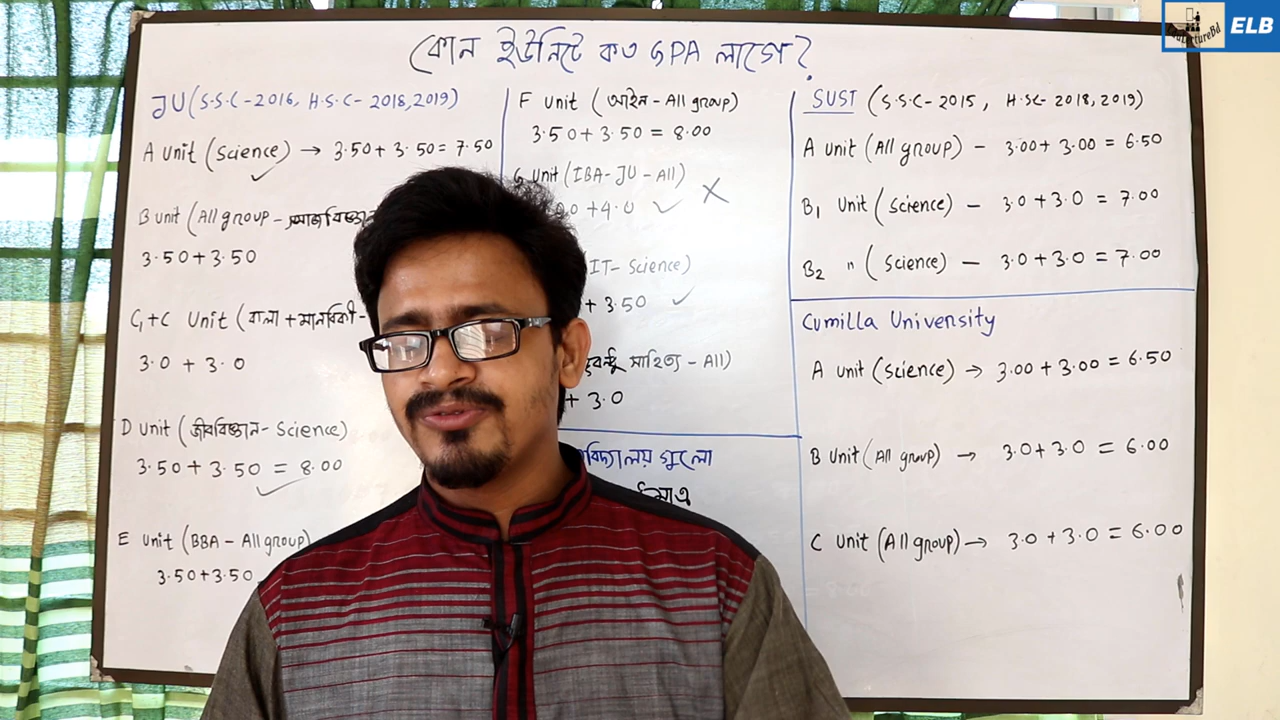 কোন ইউনিটে কত GPA লাগে?
JU (S.S.C - 2016, H.S.C - 2018, 2019)
A unit (Science) → 3.50 + 3.50 = 7.50
B unit (All group -
3.50 + 3.50
C1 + C Unit (বাংলা + মানবিকী -
3.0 + 3.0
D unit (জীববিজ্ঞান - Science)
3.50 + 3.50 = 8.00
E unit (BBA - All group)
3.50 + 3.50
F unit (আইন - All group)
3.50 + 3.50 = 8.00
G unit (IBA - JU - All)
+ 4.0
IT - Science)
+ 3.50
সাহিত্য - All)
+ 3.0
গুলো
SUST (S.S.C - 2015, H.SC - 2018, 2019)
A unit (All group) - 3.00 + 3.00 = 6.50
B1 Unit (Science) - 3.0 + 3.0 = 7.00
B2 " (Science) - 3.0 + 3.0 = 7.00
Cumilla University
A unit (Science) → 3.00 + 3.00 = 6.50
B Unit (All group) → 3.0 + 3.0 = 6.00
C Unit (All group) → 3.0 + 3.0 = 6.00
EduLectureBd
ELB